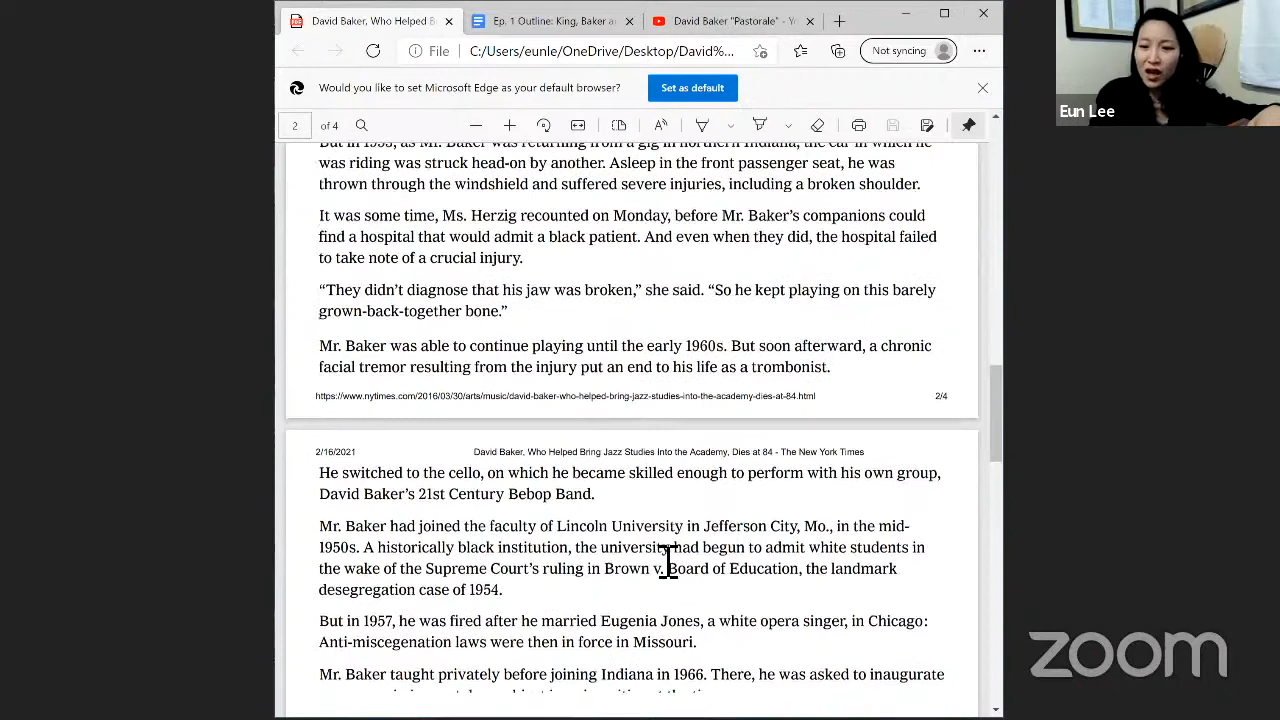 David Baker, Who Helped B
Ep. 1 Outline: King, Baker a
David Baker "Pastorale" - Y
File
C:/Users/eunle/OneDrive/Desktop/David%...
Not syncing
Would you like to set Microsoft Edge as your default browser?
Set as default
Eun Lee
2
of 4
was riding was struck head-on by another. Asleep in the front passenger seat, he was
thrown through the windshield and suffered severe injuries, including a broken shoulder.
It was some time, Ms. Herzig recounted on Monday, before Mr. Baker’s companions could
find a hospital that would admit a black patient. And even when they did, the hospital failed
to take note of a crucial injury.
“They didn’t diagnose that his jaw was broken,” she said. “So he kept playing on this barely
grown-back-together bone.”
Mr. Baker was able to continue playing until the early 1960s. But soon afterward, a chronic
facial tremor resulting from the injury put an end to his life as a trombonist.
https://www.nytimes.com/2016/03/30/arts/music/david-baker-who-helped-bring-jazz-studies-into-the-academy-dies-at-84.html
2/4
2/16/2021
David Baker, Who Helped Bring Jazz Studies Into the Academy, Dies at 84 - The New York Times
He switched to the cello, on which he became skilled enough to perform with his own group,
David Baker’s 21st Century Bebop Band.
Mr. Baker had joined the faculty of Lincoln University in Jefferson City, Mo., in the mid-
1950s. A historically black institution, the university had begun to admit white students in
the wake of the Supreme Court’s ruling in Brown v. Board of Education, the landmark
desegregation case of 1954.
But in 1957, he was fired after he married Eugenia Jones, a white opera singer, in Chicago:
Anti-miscegenation laws were then in force in Missouri.
Mr. Baker taught privately before joining Indiana in 1966. There, he was asked to inaugurate
zoom